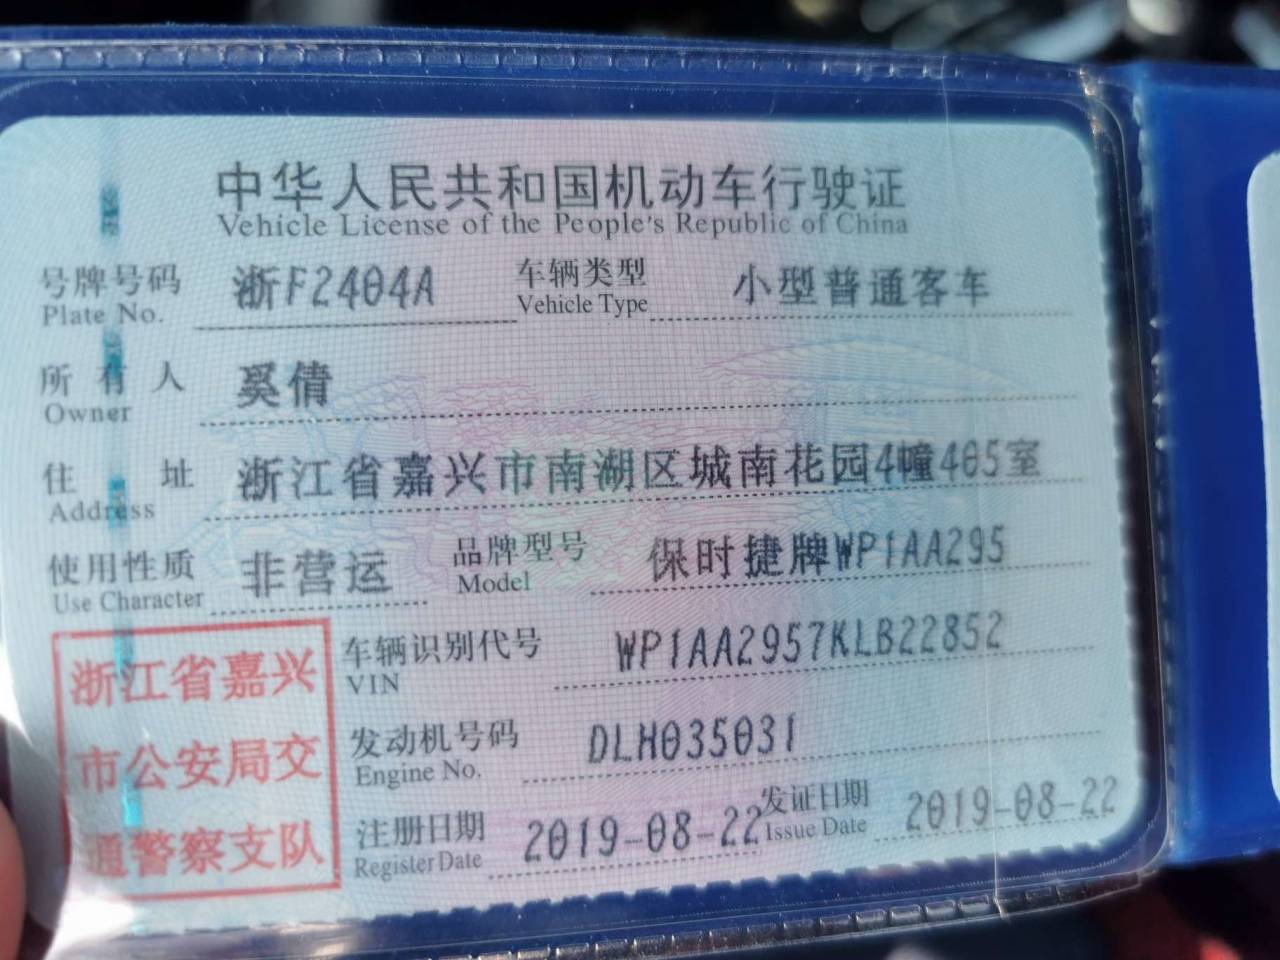 中华人民共和国机动车行驶证
Vehicle License of the People's Republic of China
号牌号码 浙F2404A 车辆类型 小型普通客车
Plate No. Vehicle Type
所有人 奚倩
Owner
住址 浙江省嘉兴市南湖区城南花园4幢405室
Address
使用性质 非营运 品牌型号 保时捷牌WP1AA295
Use Character Model
车辆识别代号 WP1AA2957KLB22852
VIN
发动机号码 DLH035031
Engine No.
注册日期 2019-08-22 发证日期 2019-08-22
Register Date Issue Date
浙江省嘉兴
市公安局交
通警察支队